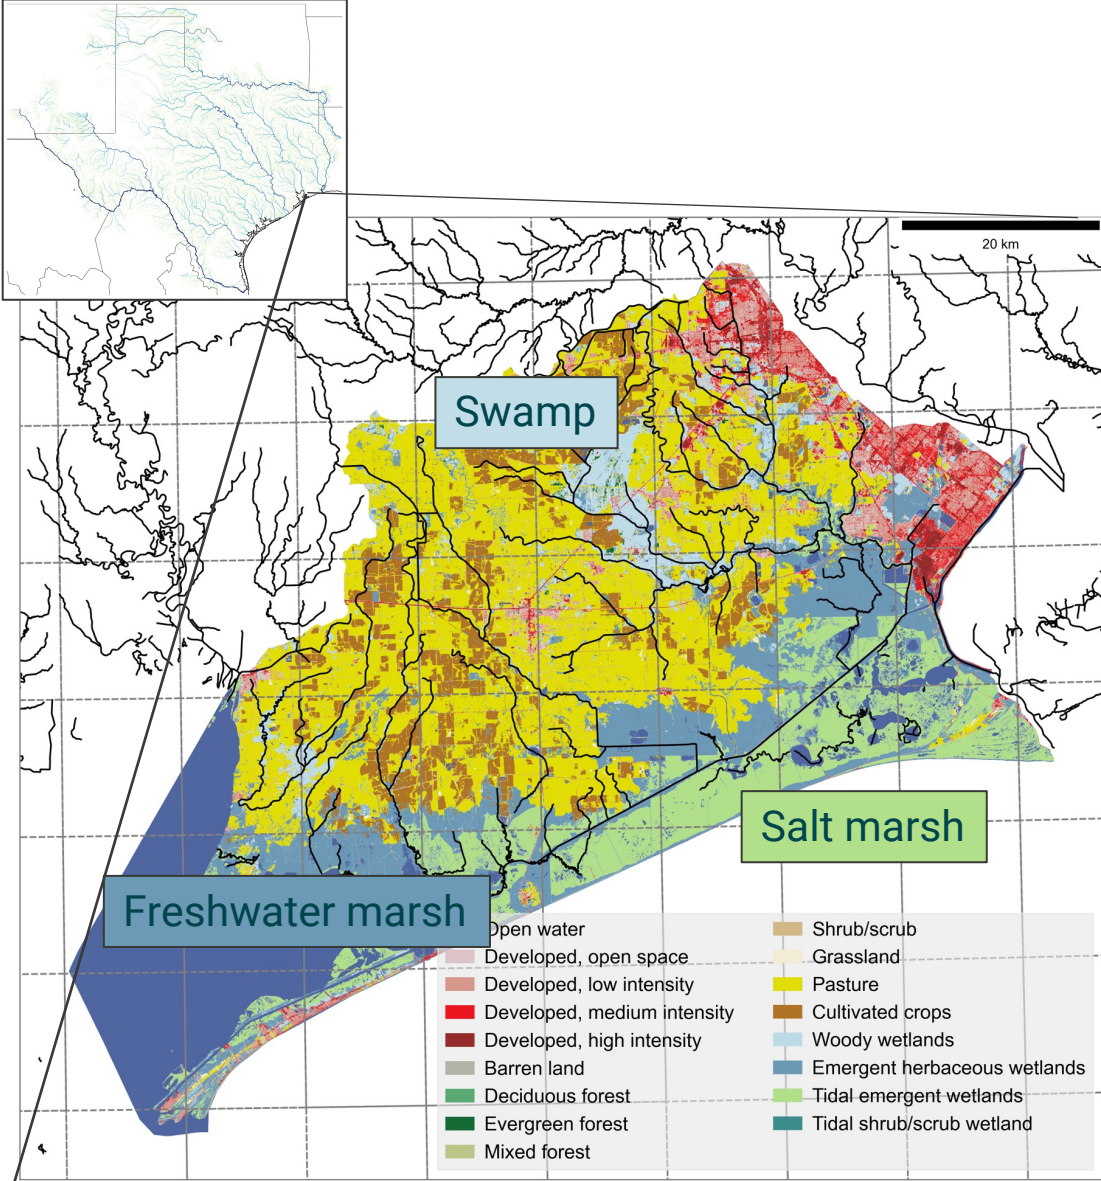 20 km
Swamp
Salt marsh
Freshwater marsh
Open water
Developed, open space
Developed, low intensity
Developed, medium intensity
Developed, high intensity
Barren land
Deciduous forest
Evergreen forest
Mixed forest
Shrub/scrub
Grassland
Pasture
Cultivated crops
Woody wetlands
Emergent herbaceous wetlands
Tidal emergent wetlands
Tidal shrub/scrub wetland